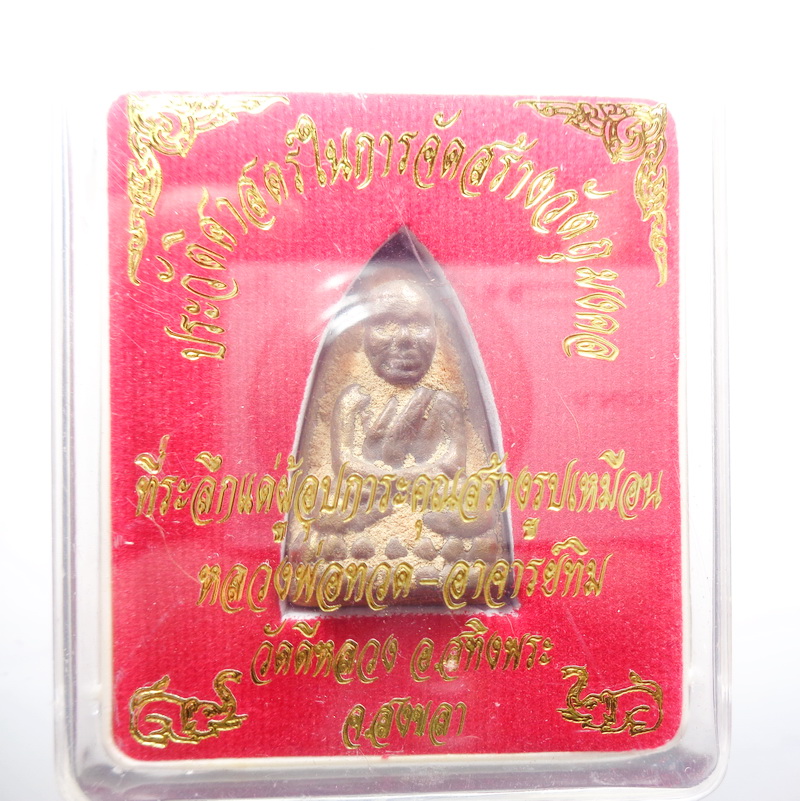 ประวัติศาสตร์ในการจัดสร้างวัตถุมงคล
ที่ระลึกแด่ผู้อุปการะคุณสร้างรูปเหมือน
หลวงพ่อทวด - อาจารย์ทิม
วัดดีหลวง อ.สทิงพระ
จ.สงขลา